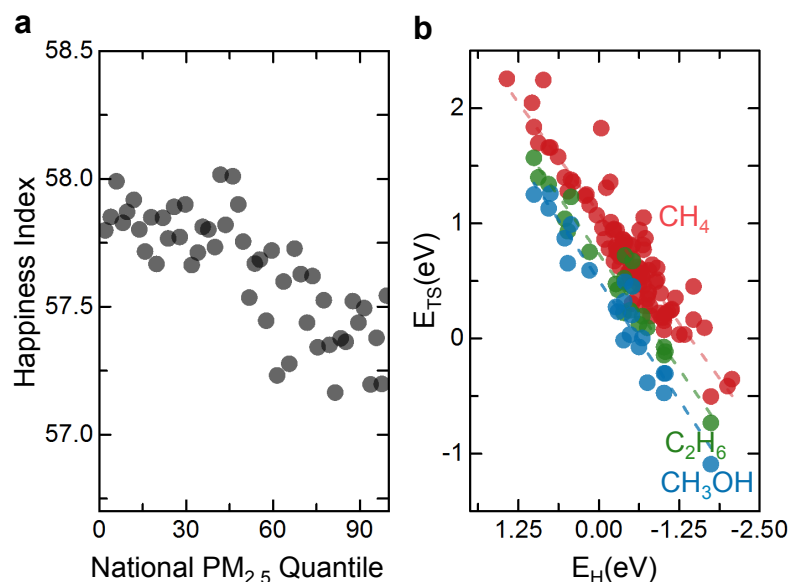 a
58.5
58.0
57.5
57.0
Happiness Index
0 30 60 90
National PM2.5 Quantile
b
2
1
0
-1
ETS(eV)
CH4
C2H6
CH3OH
1.25 0.00 -1.25 -2.50
EH(eV)